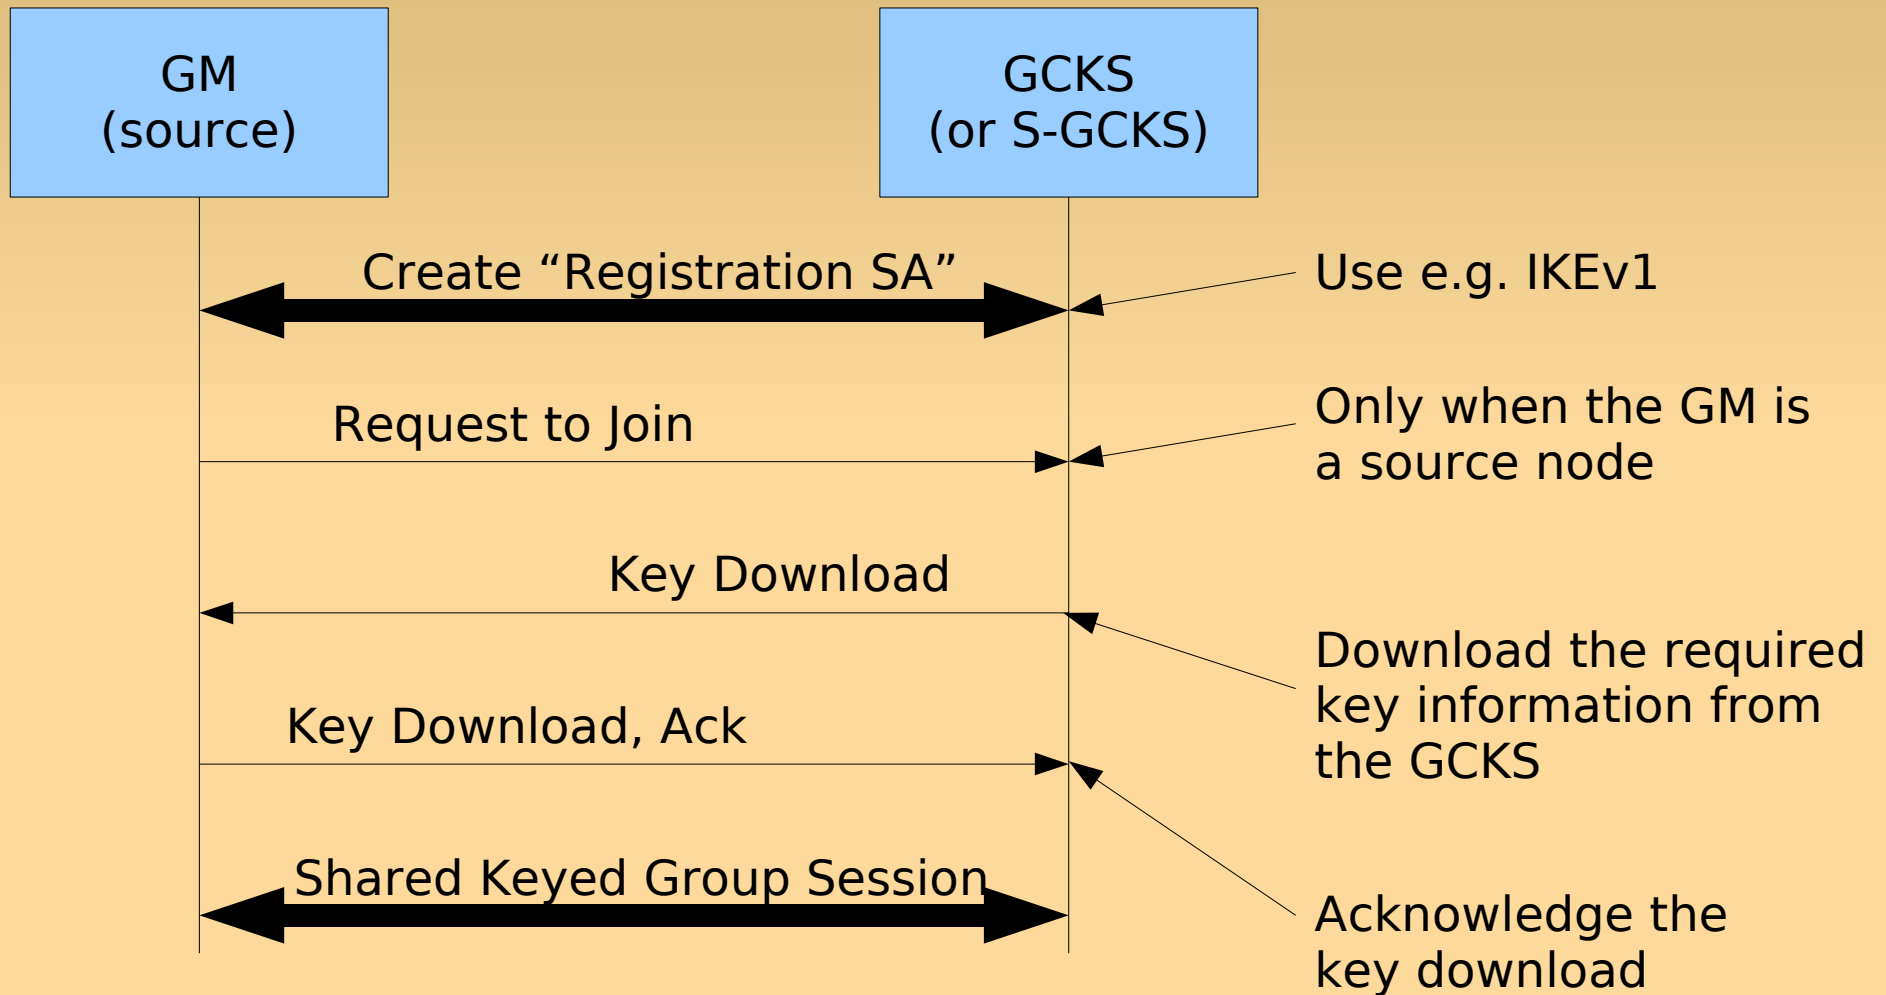 GM
(source)
GCKS
(or S-GCKS)
Create “Registration SA”
Use e.g. IKEv1
Request to Join
Only when the GM is
a source node
Key Download
Download the required
key information from
the GCKS
Key Download, Ack
Shared Keyed Group Session
Acknowledge the
key download